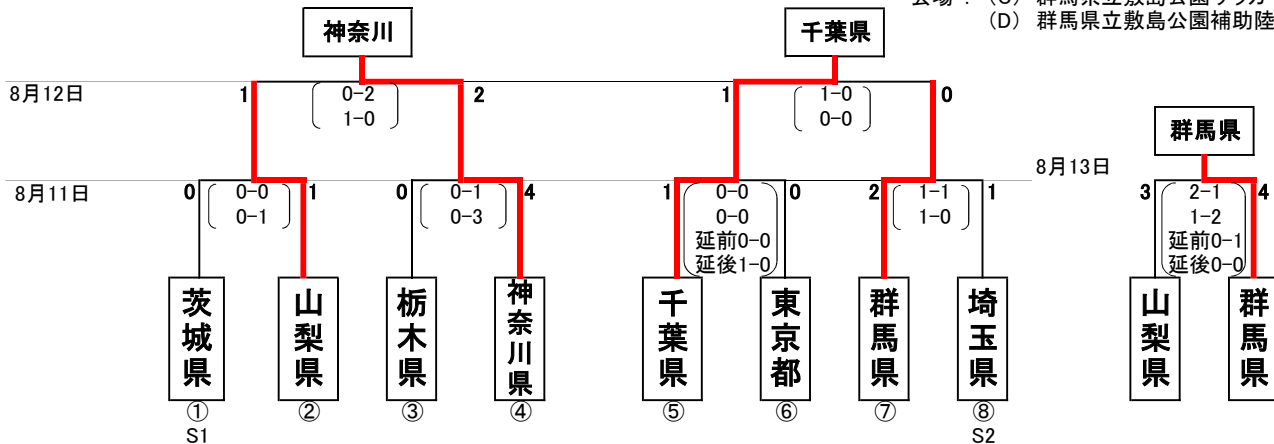 会場：（C） 群馬県立敷島公園サッカー
（D） 群馬県立敷島公園補助陸
神奈川
千葉県
8月12日
1
0-2
1-0
2
1
1-0
0-0
0
群馬県
8月13日
8月11日
0
0-0
0-1
1
0
0-1
0-3
4
1
0-0
0-0
延前0-0
延後1-0
0
2
1-1
1-0
1
3
2-1
1-2
延前0-1
延後0-0
4
茨城県
山梨県
栃木県
神奈川県
千葉県
東京都
群馬県
埼玉県
山梨県
群馬県
①
②
③
④
⑤
⑥
⑦
⑧
S1
S2